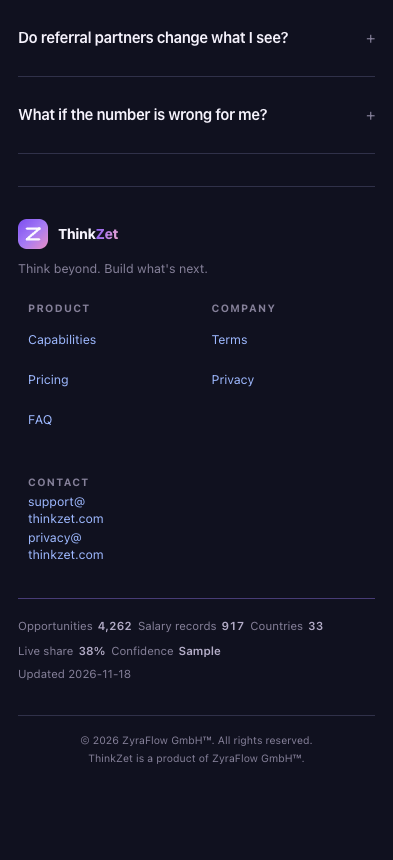 Do referral partners change what I see? +
What if the number is wrong for me? +
Z ThinkZet
Think beyond. Build what's next.
PRODUCT
Capabilities
Pricing
FAQ
COMPANY
Terms
Privacy
CONTACT
support@
thinkzet.com
privacy@
thinkzet.com
Opportunities 4,262 Salary records 917 Countries 33
Live share 38% Confidence Sample
Updated 2026-11-18
© 2026 ZyraFlow GmbH™. All rights reserved.
ThinkZet is a product of ZyraFlow GmbH™.